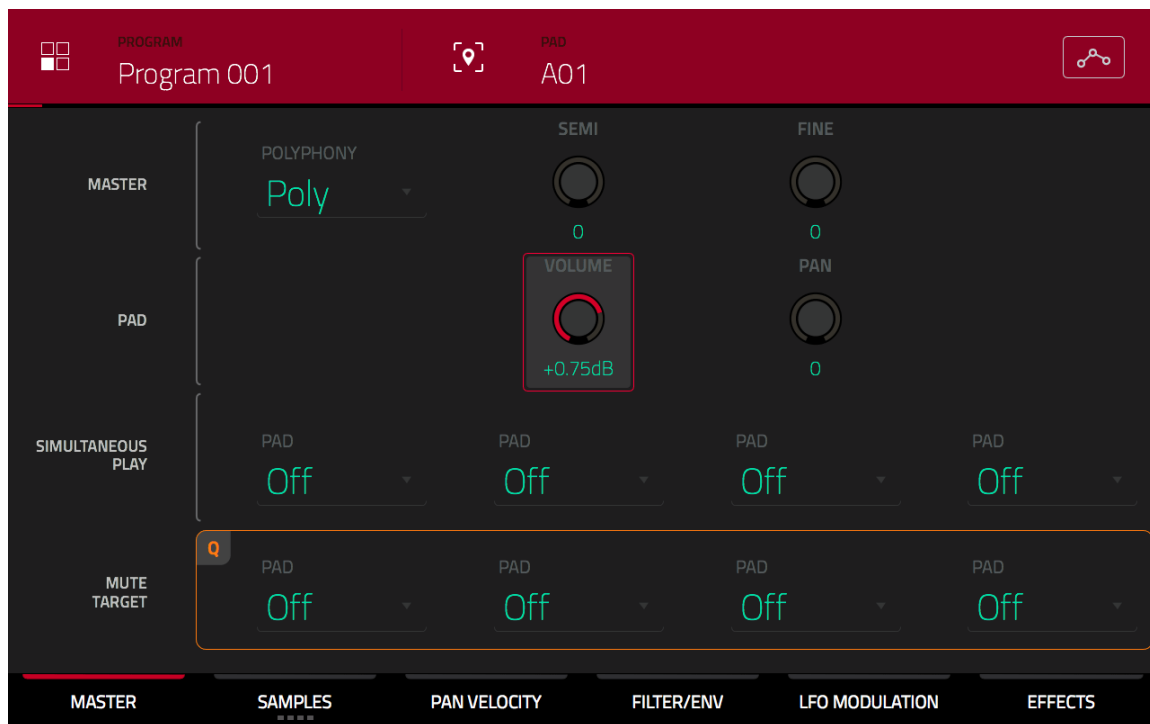 PROGRAM
Program 001
PAD
A01
MASTER
POLYPHONY
Poly
SEMI
0
FINE
0
PAD
VOLUME
+0.75dB
PAN
0
SIMULTANEOUS
PLAY
PAD
Off
PAD
Off
PAD
Off
PAD
Off
Q
MUTE
TARGET
PAD
Off
PAD
Off
PAD
Off
PAD
Off
MASTER
SAMPLES
PAN VELOCITY
FILTER/ENV
LFO MODULATION
EFFECTS